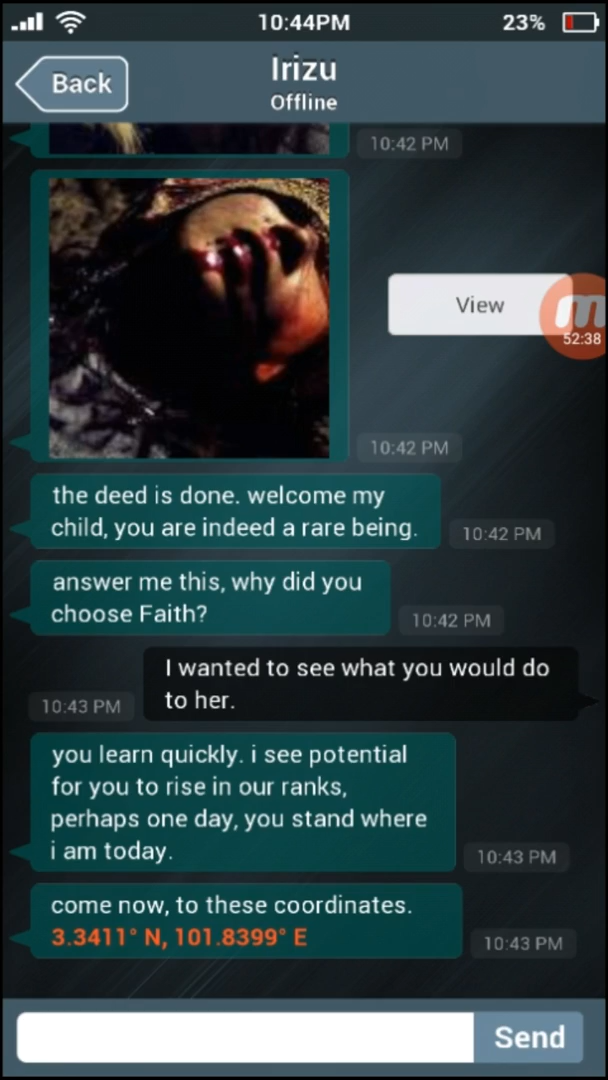 10:44PM
23%
Back
Irizu
Offline
10:42 PM
View
52:38
10:42 PM
the deed is done. welcome my
child, you are indeed a rare being.
10:42 PM
answer me this, why did you
choose Faith?
10:42 PM
I wanted to see what you would do
to her.
10:43 PM
you learn quickly. i see potential
for you to rise in our ranks,
perhaps one day, you stand where
i am today.
10:43 PM
come now, to these coordinates.
3.3411° N, 101.8399° E
10:43 PM
Send